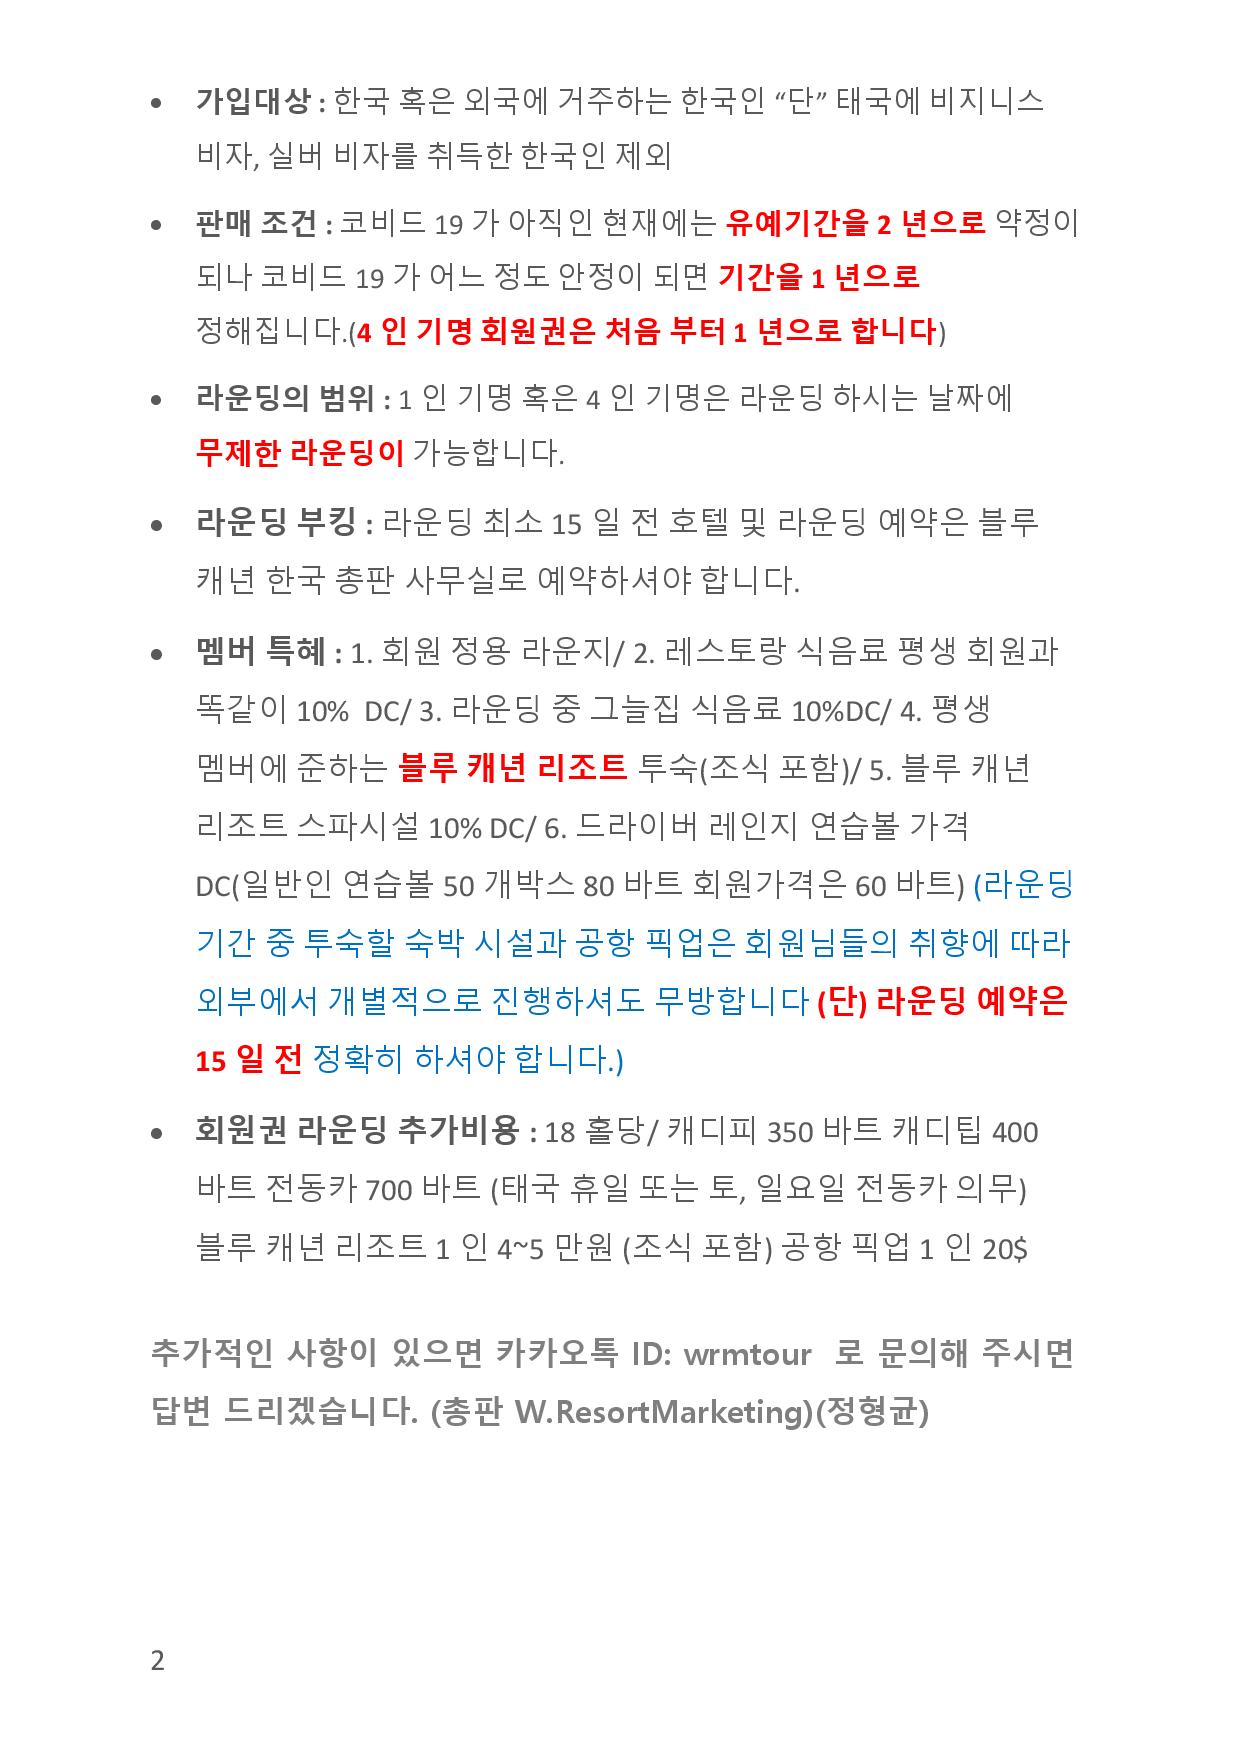 • 가입대상 : 한국 혹은 외국에 거주하는 한국인 “단” 태국에 비지니스
비자, 실버 비자를 취득한 한국인 제외
• 판매 조건 : 코비드 19 가 아직인 현재에는 유예기간을 2 년으로 약정이
되나 코비드 19 가 어느 정도 안정이 되면 기간을 1 년으로
정해집니다.(4 인 기명 회원권은 처음 부터 1 년으로 합니다)
• 라운딩의 범위 : 1 인 기명 혹은 4 인 기명은 라운딩 하시는 날짜에
무제한 라운딩이 가능합니다.
• 라운딩 부킹 : 라운딩 최소 15 일 전 호텔 및 라운딩 예약은 블루
캐년 한국 총판 사무실로 예약하셔야 합니다.
• 멤버 특혜 : 1. 회원 정용 라운지/ 2. 레스토랑 식음료 평생 회원과
똑같이 10% DC/ 3. 라운딩 중 그늘집 식음료 10%DC/ 4. 평생
멤버에 준하는 블루 캐년 리조트 투숙(조식 포함)/ 5. 블루 캐년
리조트 스파시설 10% DC/ 6. 드라이버 레인지 연습볼 가격
DC(일반인 연습볼 50 개박스 80 바트 회원가격은 60 바트) (라운딩
기간 중 투숙할 숙박 시설과 공항 픽업은 회원님들의 취향에 따라
외부에서 개별적으로 진행하셔도 무방합니다 (단) 라운딩 예약은
15 일 전 정확히 하셔야 합니다.)
• 회원권 라운딩 추가비용 : 18 홀당/ 캐디피 350 바트 캐디팁 400
바트 전동카 700 바트 (태국 휴일 또는 토, 일요일 전동카 의무)
블루 캐년 리조트 1 인 4~5 만원 (조식 포함) 공항 픽업 1 인 20$
추가적인 사항이 있으면 카카오톡 ID: wrmtour 로 문의해 주시면
답변 드리겠습니다. (총판 W.ResortMarketing)(정형균)
2